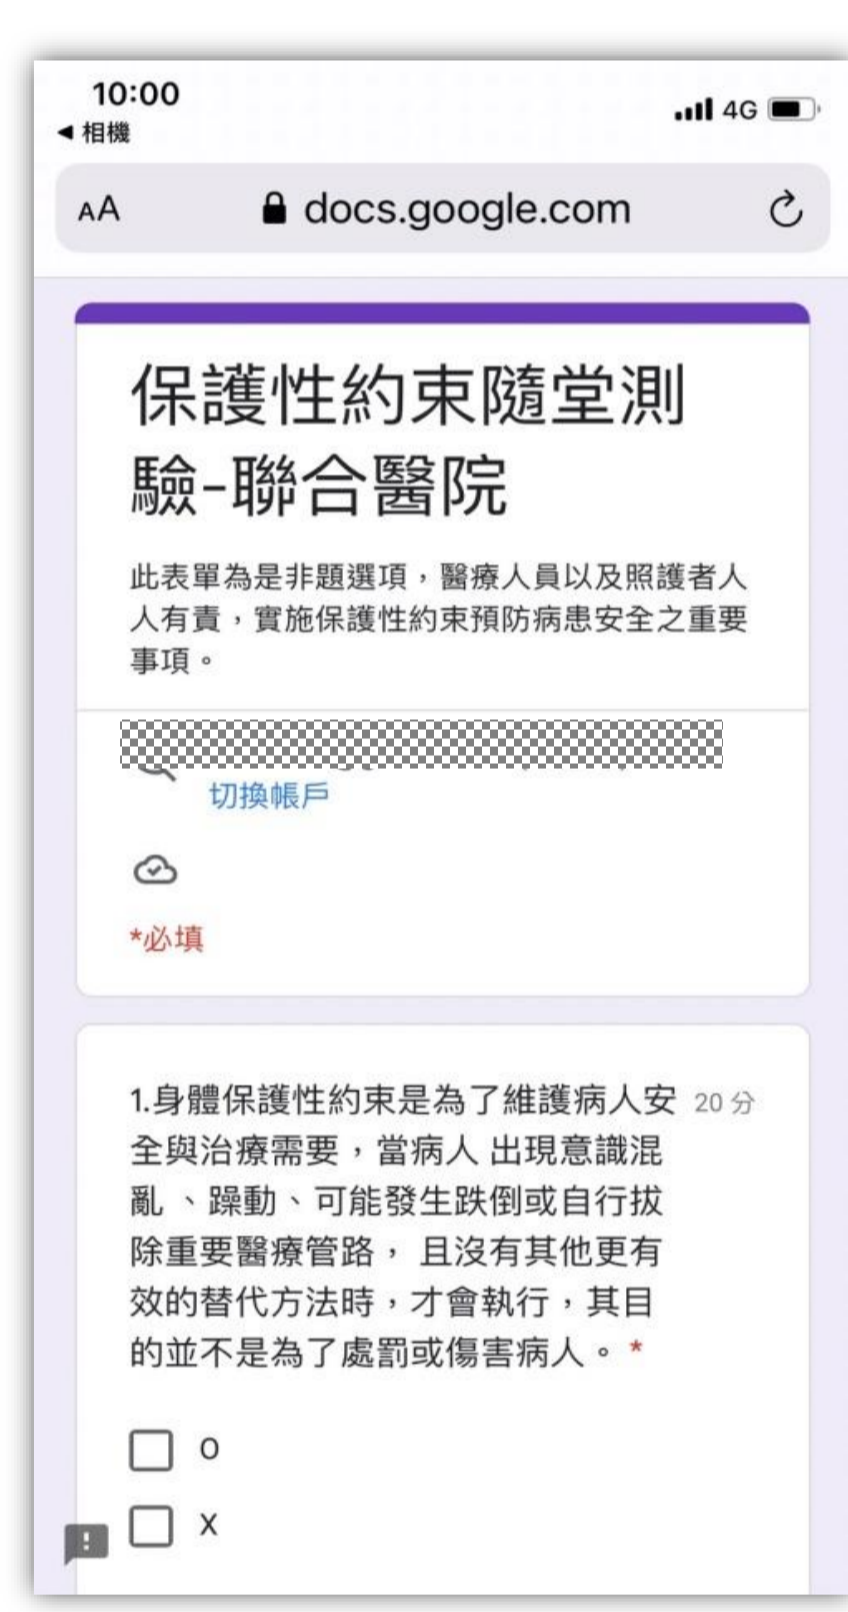 10:00
4G
◀ 相機
AA
docs.google.com
保護性約束隨堂測
驗-聯合醫院
此表單為是非題選項，醫療人員以及照護者人
人有責，實施保護性約束預防病患安全之重要
事項。
切換帳戶
*必填
1.身體保護性約束是為了維護病人安 20 分
全與治療需要，當病人 出現意識混
亂 、躁動、可能發生跌倒或自行拔
除重要醫療管路， 且沒有其他更有
效的替代方法時，才會執行，其目
的並不是為了處罰或傷害病人。 *
O
X